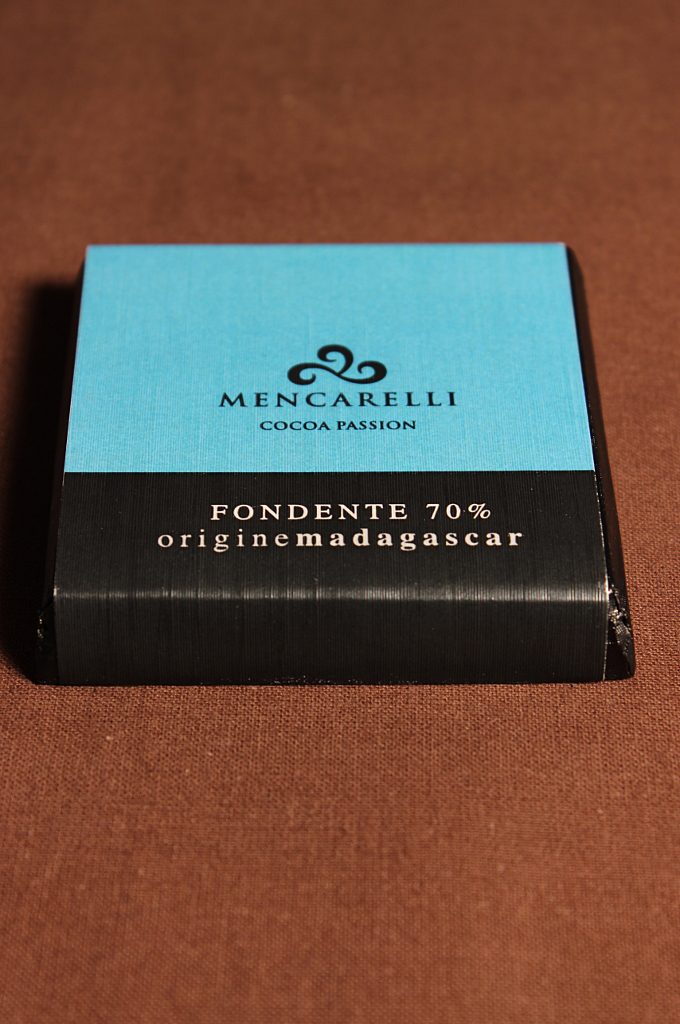 MENCARELLI
COCOA PASSION
FONDENTE 70%
originemadagascar